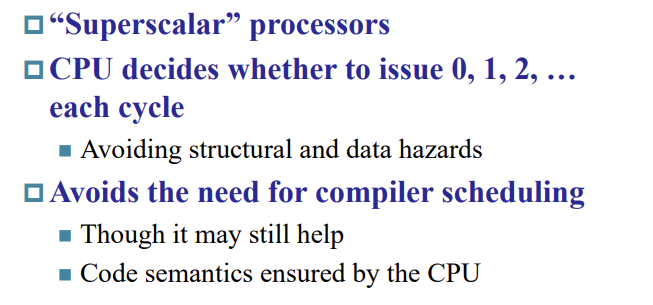 “Superscalar” processors
CPU decides whether to issue 0, 1, 2, …
each cycle
Avoiding structural and data hazards
Avoids the need for compiler scheduling
Though it may still help
Code semantics ensured by the CPU